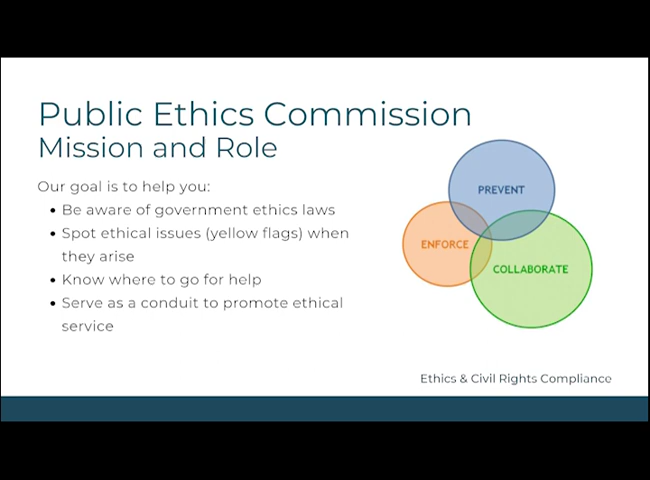 Public Ethics Commission
Mission and Role
Our goal is to help you:
• Be aware of government ethics laws
• Spot ethical issues (yellow flags) when
they arise
• Know where to go for help
• Serve as a conduit to promote ethical
service
PREVENT
ENFORCE
COLLABORATE
Ethics & Civil Rights Compliance